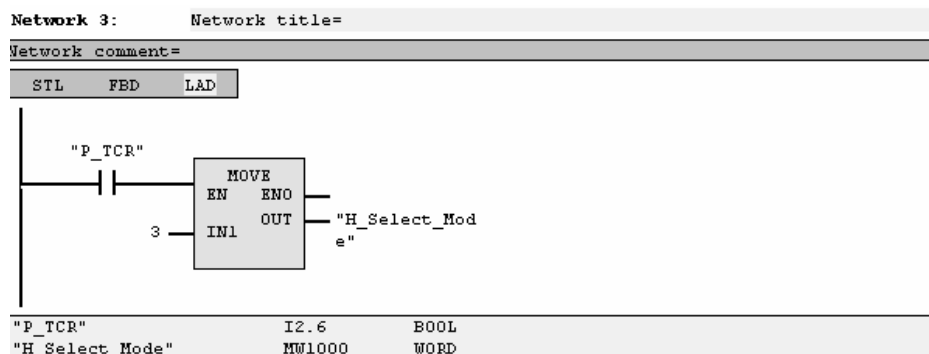 Network 3: Network title=
Network comment=
STL FBD LAD
"P_TCR"
MOVE
EN ENO
3 IN1 OUT "H_Select_Mod
e"
"P_TCR" I2.6 BOOL
"H_Select_Mode" MW1000 WORD